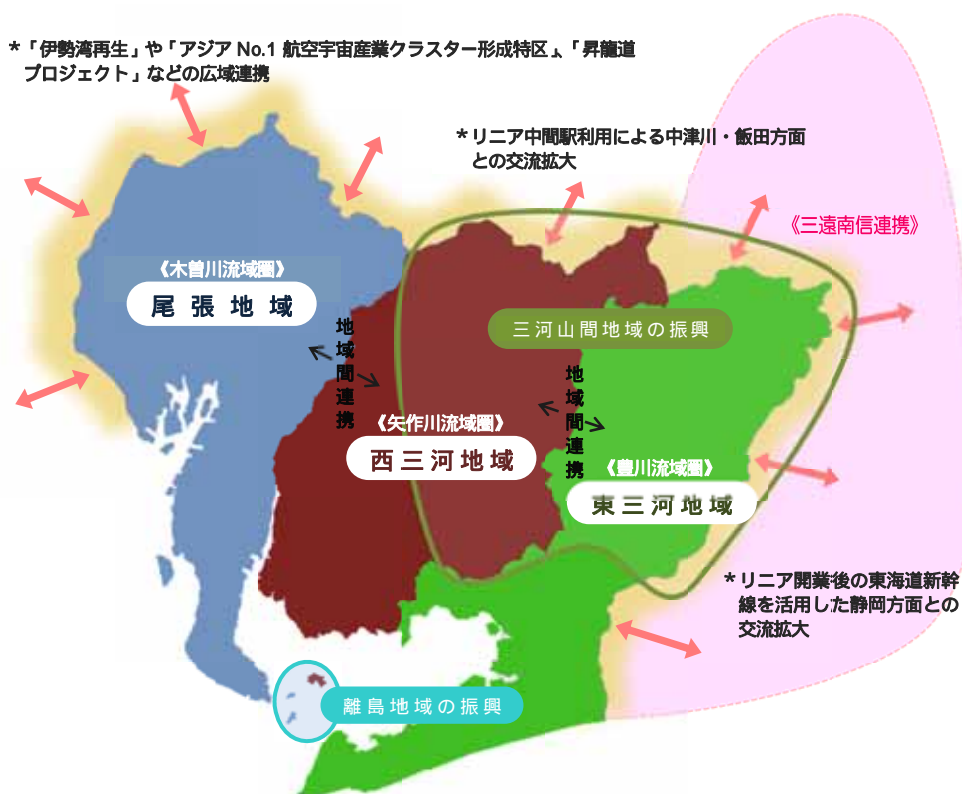 *「伊勢湾再生」や「アジア No.1 航空宇宙産業クラスター形成特区」、「昇龍道
プロジェクト」などの広域連携
*リニア中間駅利用による中津川・飯田方面
との交流拡大
《三遠南信連携》
《木曽川流域圏》
尾張地域
三河山間地域の振興
地域間連携
地域間連携
《矢作川流域圏》
西三河地域
《豊川流域圏》
東三河地域
*リニア開業後の東海道新幹
線を活用した静岡方面との
交流拡大
離島地域の振興